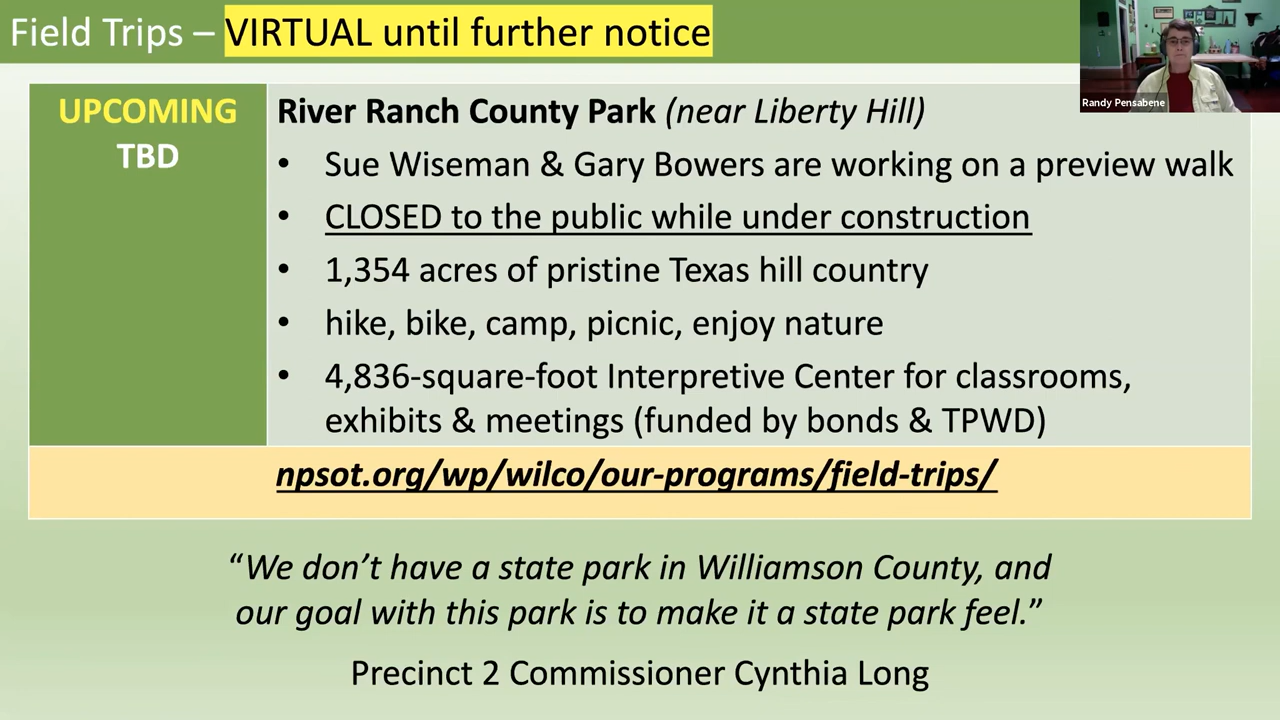 Field Trips – VIRTUAL until further notice
Randy Pensabene
UPCOMING
TBD
River Ranch County Park (near Liberty Hill)
• Sue Wiseman & Gary Bowers are working on a preview walk
• CLOSED to the public while under construction
• 1,354 acres of pristine Texas hill country
• hike, bike, camp, picnic, enjoy nature
• 4,836-square-foot Interpretive Center for classrooms,
exhibits & meetings (funded by bonds & TPWD)
npsot.org/wp/wilco/our-programs/field-trips/
“We don’t have a state park in Williamson County, and
our goal with this park is to make it a state park feel.”
Precinct 2 Commissioner Cynthia Long